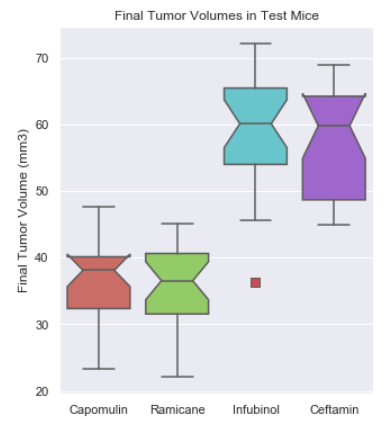 Final Tumor Volumes in Test Mice
Final Tumor Volume (mm3)
70
60
50
40
30
20
Capomulin Ramicane Infubinol Ceftamin